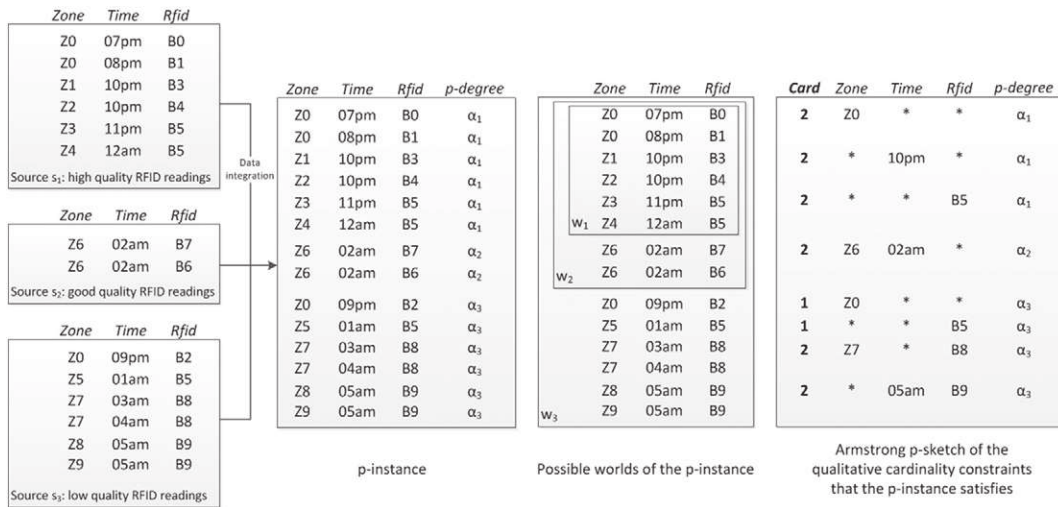 Zone Time Rfid
Z0 07pm B0
Z0 08pm B1
Z1 10pm B3
Z2 10pm B4
Z3 11pm B5
Z4 12am B5
Source s₁: high quality RFID readings
Zone Time Rfid
Z6 02am B7
Z6 02am B6
Source s₂: good quality RFID readings
Zone Time Rfid
Z0 09pm B2
Z5 01am B5
Z7 03am B8
Z7 04am B8
Z8 05am B9
Z9 05am B9
Source s₃: low quality RFID readings
Data
integration
Zone Time Rfid p-degree
Z0 07pm B0 α₁
Z0 08pm B1 α₁
Z1 10pm B3 α₁
Z2 10pm B4 α₁
Z3 11pm B5 α₁
Z4 12am B5 α₁
Z6 02am B7 α₂
Z6 02am B6 α₂
Z0 09pm B2 α₃
Z5 01am B5 α₃
Z7 03am B8 α₃
Z7 04am B8 α₃
Z8 05am B9 α₃
Z9 05am B9 α₃
p-instance
Zone Time Rfid
Z0 07pm B0
Z0 08pm B1
Z1 10pm B3
Z2 10pm B4
Z3 11pm B5
w₁ Z4 12am B5
Z6 02am B7
w₂ Z6 02am B6
Z0 09pm B2
Z5 01am B5
Z7 03am B8
Z7 04am B8
Z8 05am B9
w₃ Z9 05am B9
Possible worlds of the p-instance
Card Zone Time Rfid p-degree
2 Z0 * * α₁
2 * 10pm * α₁
2 * * B5 α₁
2 Z6 02am * α₂
1 Z0 * * α₃
1 * * B5 α₃
2 Z7 * B8 α₃
2 * 05am B9 α₃
Armstrong p-sketch of the
qualitative cardinality constraints
that the p-instance satisfies